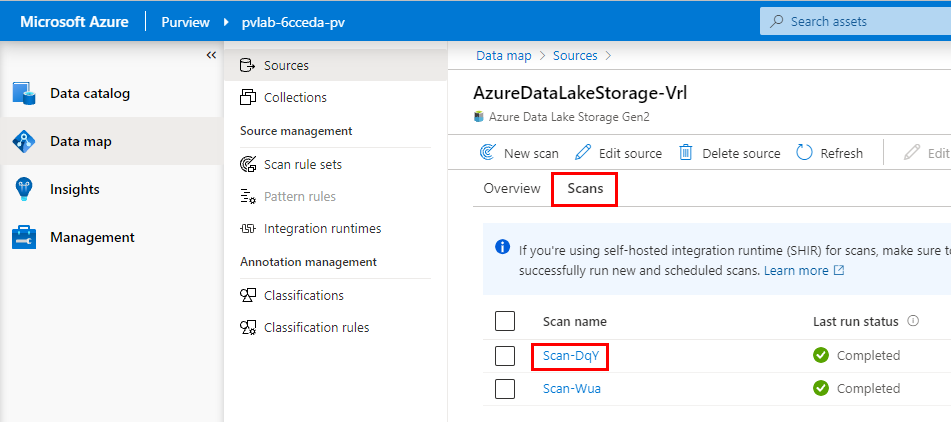 Microsoft Azure Purview pvlab-6cceda-pv Search assets
Data catalog
Data map
Insights
Management
Sources
Collections
Source management
Scan rule sets
Pattern rules
Integration runtimes
Annotation management
Classifications
Classification rules
Data map Sources
AzureDataLakeStorage-Vrl
Azure Data Lake Storage Gen2
New scan Edit source Delete source Refresh Edit
Overview Scans
If you're using self-hosted integration runtime (SHIR) for scans, make sure to
successfully run new and scheduled scans. Learn more
Scan name Last run status
Scan-DqY Completed
Scan-Wua Completed